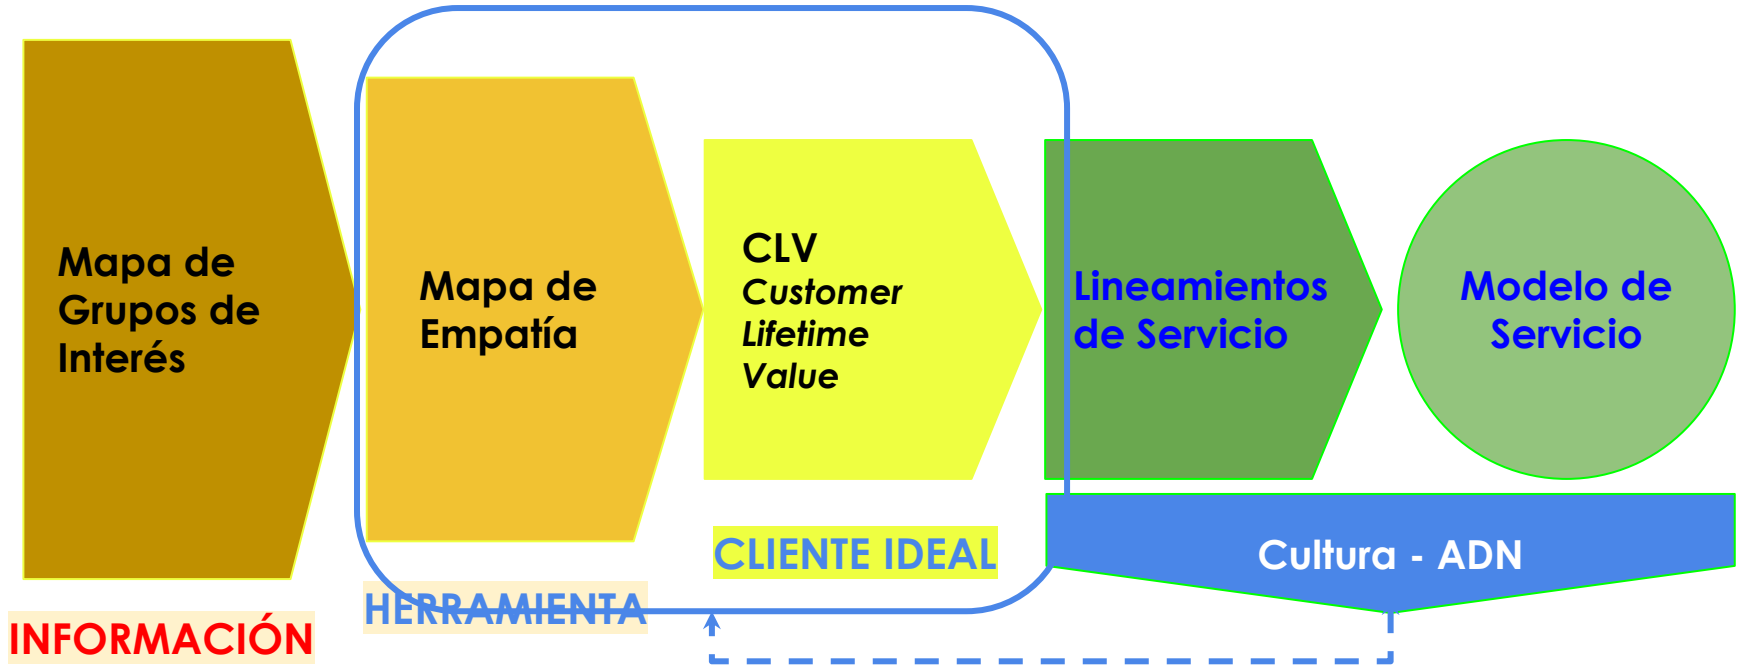 Mapa de
Grupos de
Interés
Mapa de
Empatía
CLV
Customer
Lifetime
Value
Lineamientos
de Servicio
Modelo de
Servicio
CLIENTE IDEAL
Cultura - ADN
HERRAMIENTA
INFORMACIÓN